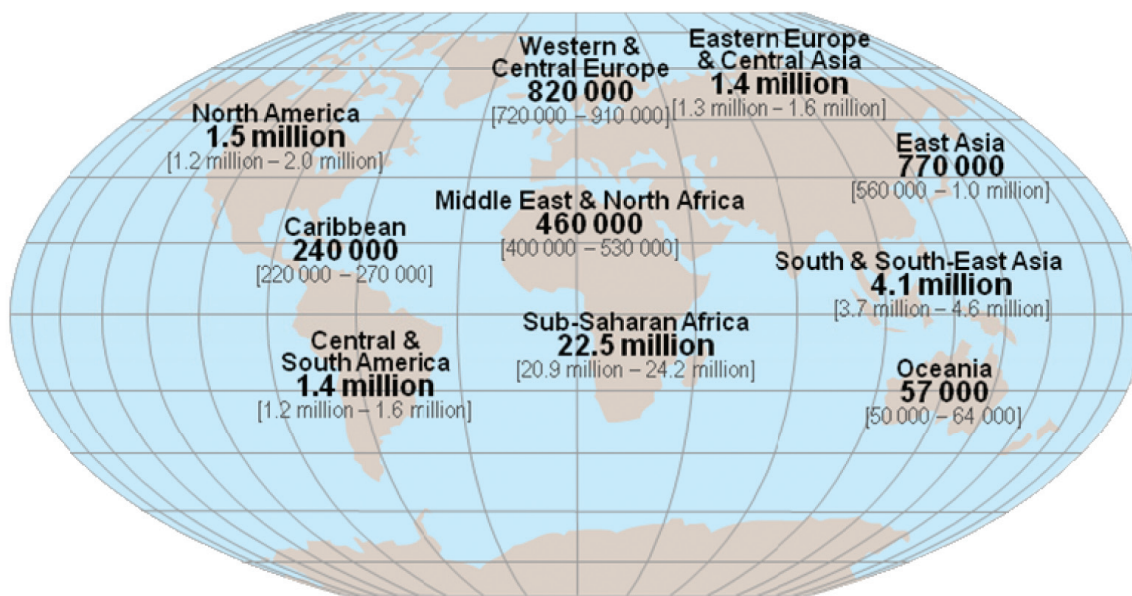 Western &
Central Europe
820 000
[720 000 – 910 000]
Eastern Europe
& Central Asia
1.4 million
[1.3 million – 1.6 million]
North America
1.5 million
[1.2 million – 2.0 million]
East Asia
770 000
[560 000 – 1.0 million]
Middle East & North Africa
460 000
[400 000 – 530 000]
Caribbean
240 000
[220 000 – 270 000]
South & South-East Asia
4.1 million
[3.7 million – 4.6 million]
Sub-Saharan Africa
22.5 million
[20.9 million – 24.2 million]
Central &
South America
1.4 million
[1.2 million – 1.6 million]
Oceania
57 000
[50 000 – 64 000]